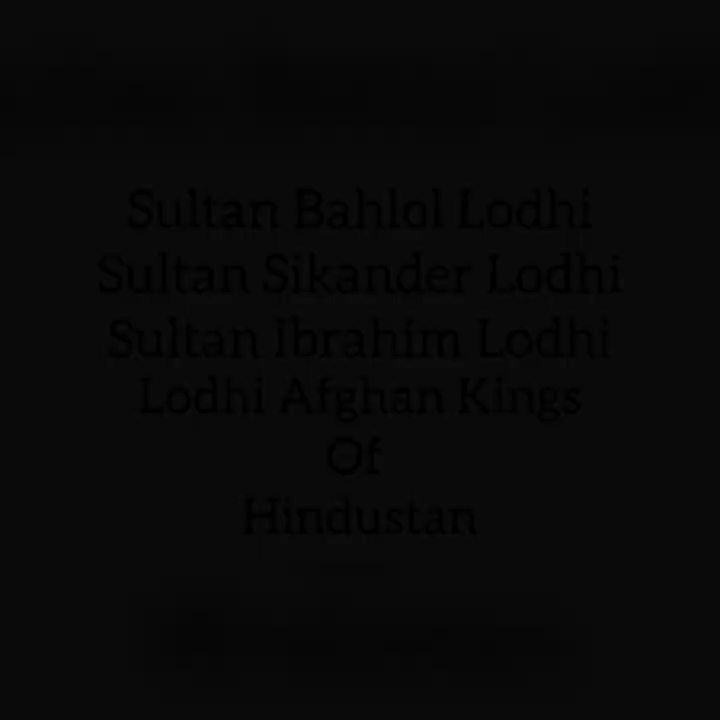 Sultan Bahlol Lodhi
Sultan Sikander Lodhi
Sultan Ibrahim Lodhi
Lodhi Afghan Kings
Of
Hindustan